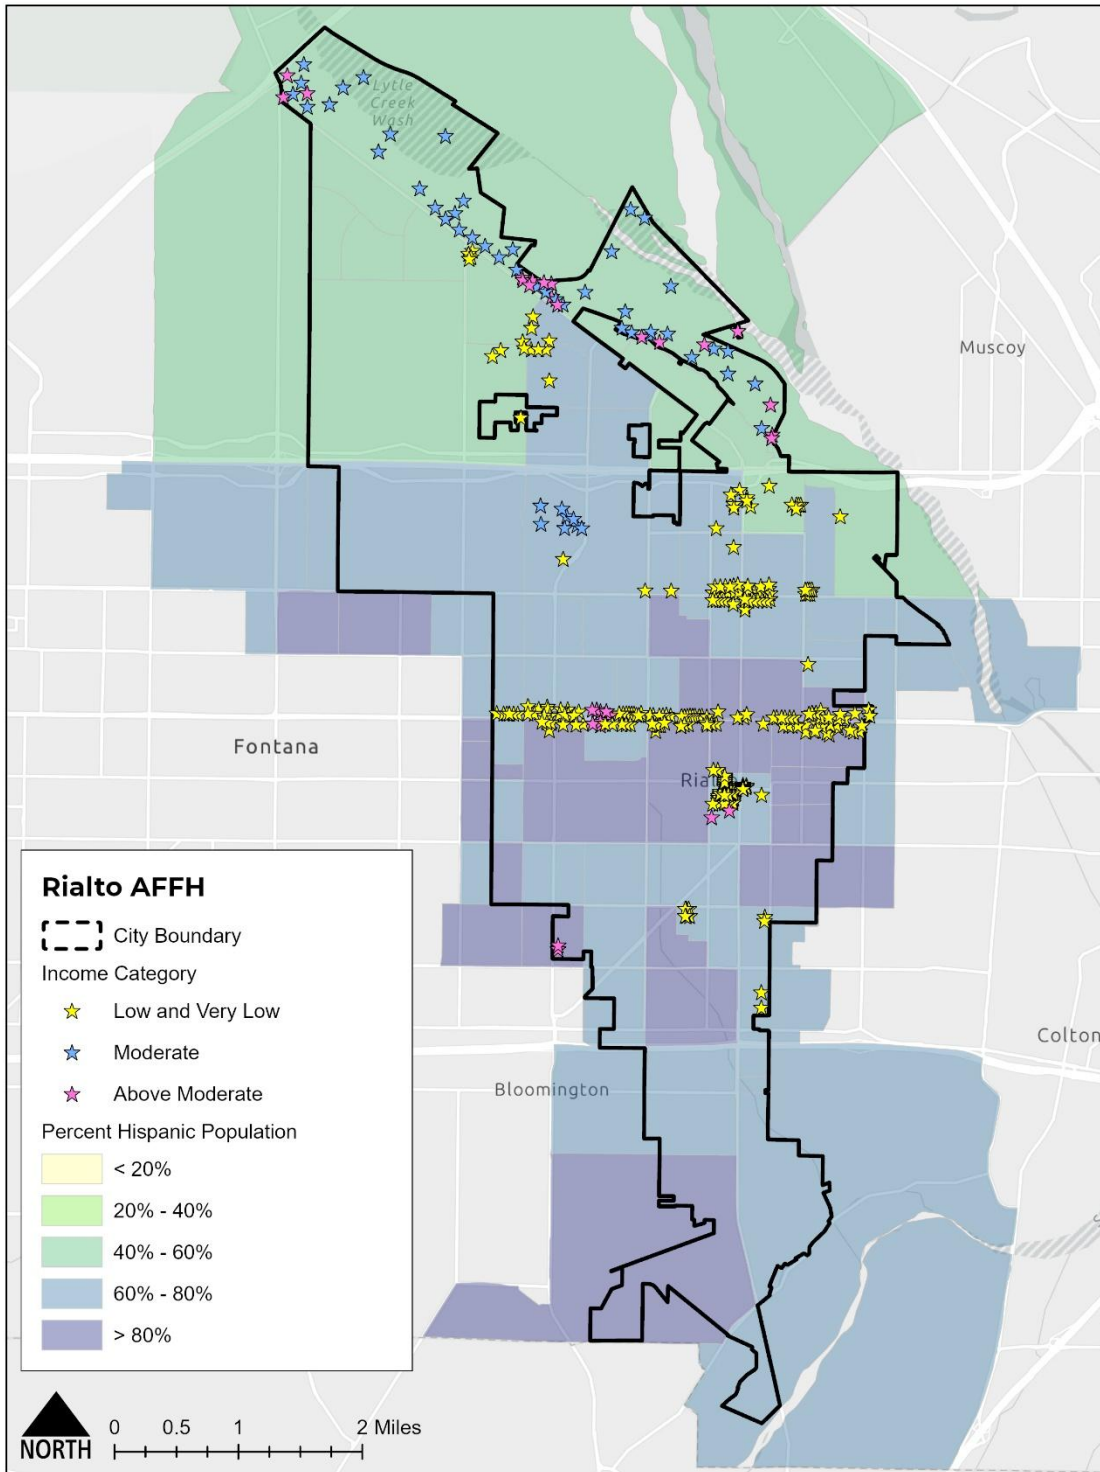 Lytle
Creek
Wash
Muscoy
Fontana
Colton
Bloomington
Rialto AFFH
City Boundary
Income Category
Low and Very Low
Moderate
Above Moderate
Percent Hispanic Population
< 20%
20% - 40%
40% - 60%
60% - 80%
> 80%
NORTH
0 0.5 1 2 Miles